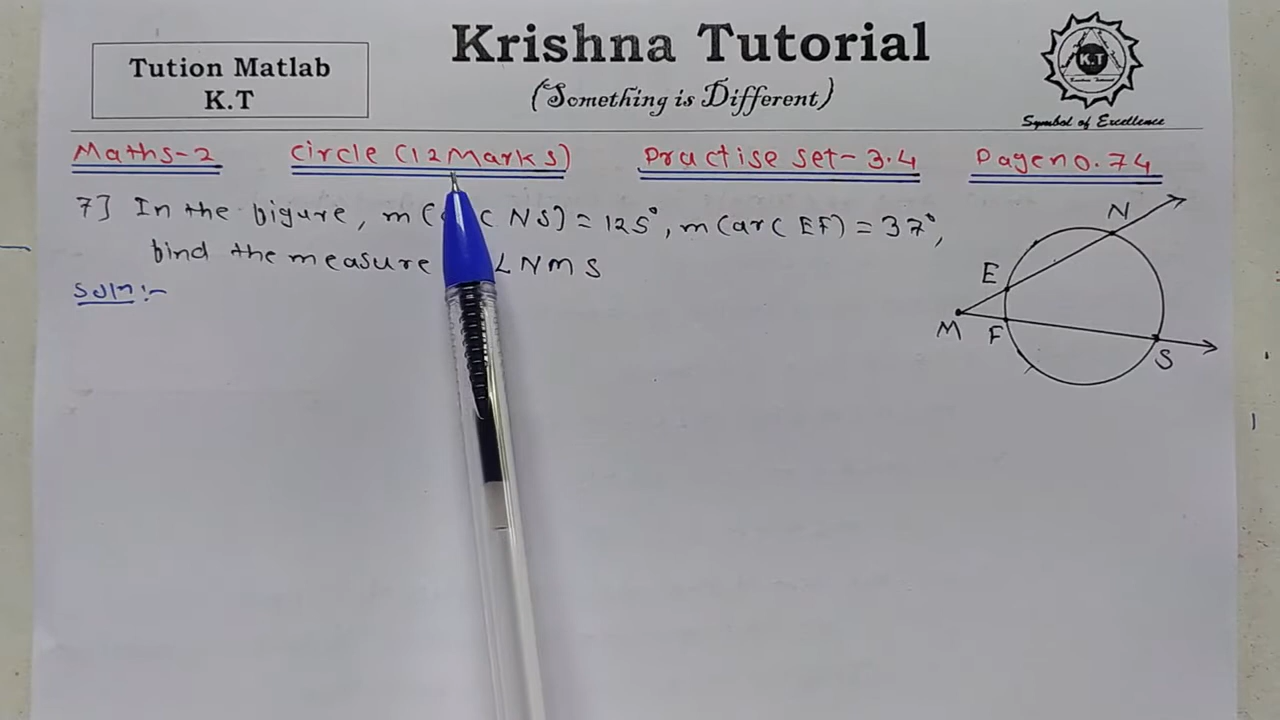 Tution Matlab
K.T
Krishna Tutorial
(Something is Different)
K.T
Symbol of Excellence
Maths-2 Circle (12 Marks) Practise set-3.4 Page no. 74
7] In the figure, m( NS) = 125°, m(arc EF) = 37°,
find the measure ∠NMS
Soln:-
N
E
M
F
S